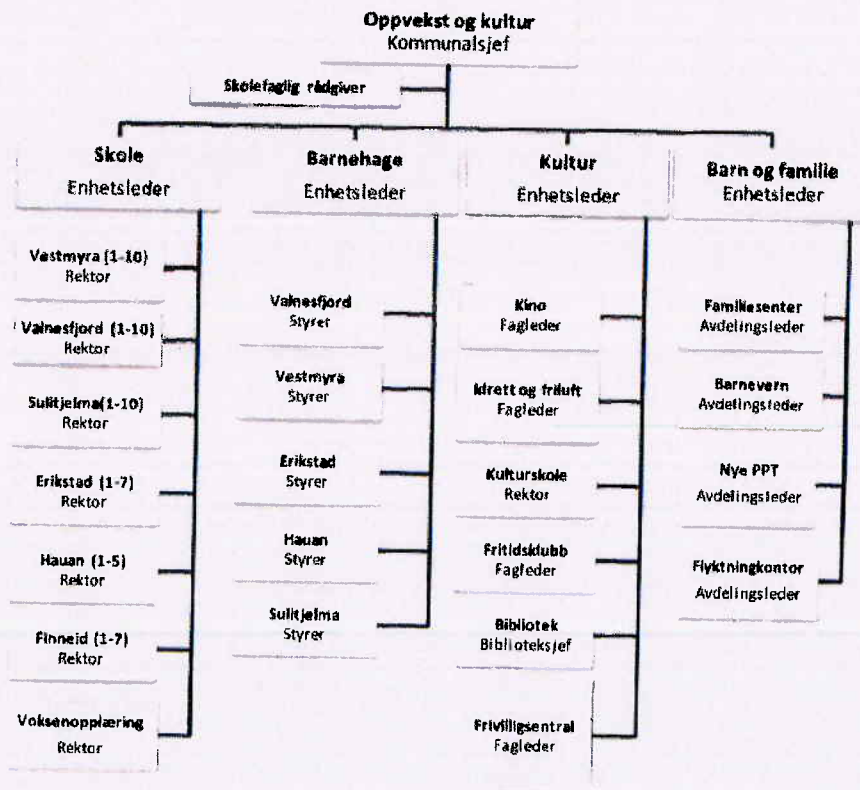 Oppvekst og kultur
Kommunalsjef
Skolefaglig rådgiver
Skole
Enhetsleder
Vestmyra (1-10)
Rektor
Valnesfjord (1-10)
Rektor
Sulitjelma(1-10)
Rektor
Erikstad (1-7)
Rektor
Hauan (1-5)
Rektor
Finneid (1-7)
Rektor
Voksenopplæring
Rektor
Barnehage
Enhetsleder
Valnesfjord
Styrer
Vestmyra
Styrer
Erikstad
Styrer
Hauan
Styrer
Sulitjelma
Styrer
Kultur
Enhetsleder
Kino
Fagleder
Idrett og friluft
Fagleder
Kulturskole
Rektor
Fritidsklubb
Fagleder
Bibliotek
Biblioteksjef
Frivilligsentral
Fagleder
Barn og familie
Enhetsleder
Familiesenter
Avdelingsleder
Barnevern
Avdelingsleder
Nye PPT
Avdelingsleder
Flyktningkontor
Avdelingsleder